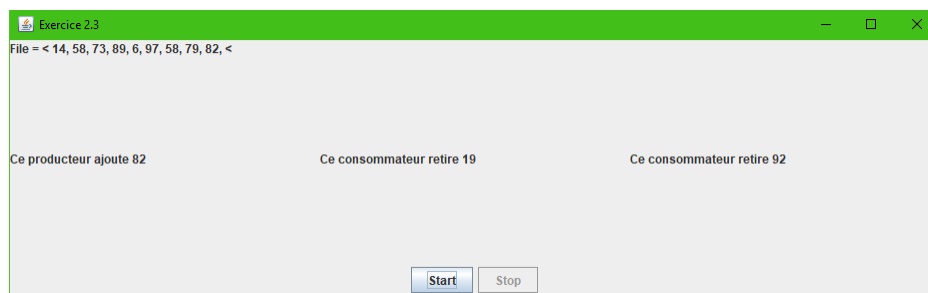 Exercice 2.3
File = < 14, 58, 73, 89, 6, 97, 58, 79, 82, <
Ce producteur ajoute 82 Ce consommateur retire 19 Ce consommateur retire 92
Start Stop